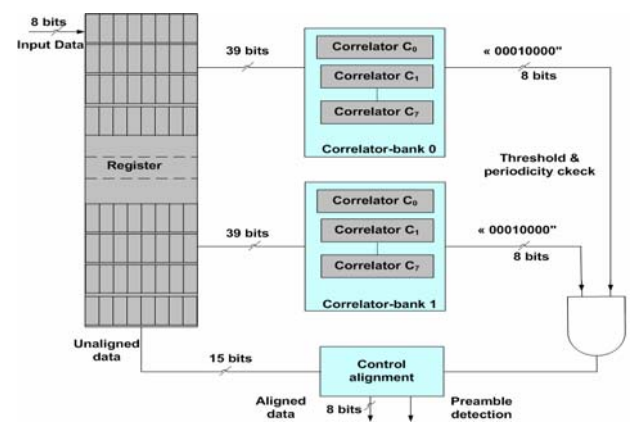 8 bits
Input Data
Register
39 bits
Correlator C₀
Correlator C₁
Correlator C₇
Correlator-bank 0
« 00010000"
8 bits
Threshold &
periodicity ckeck
39 bits
Correlator C₀
Correlator C₁
Correlator C₇
Correlator-bank 1
« 00010000"
8 bits
Unaligned
data
15 bits
Control
alignment
Aligned
data
8 bits
Preamble
detection